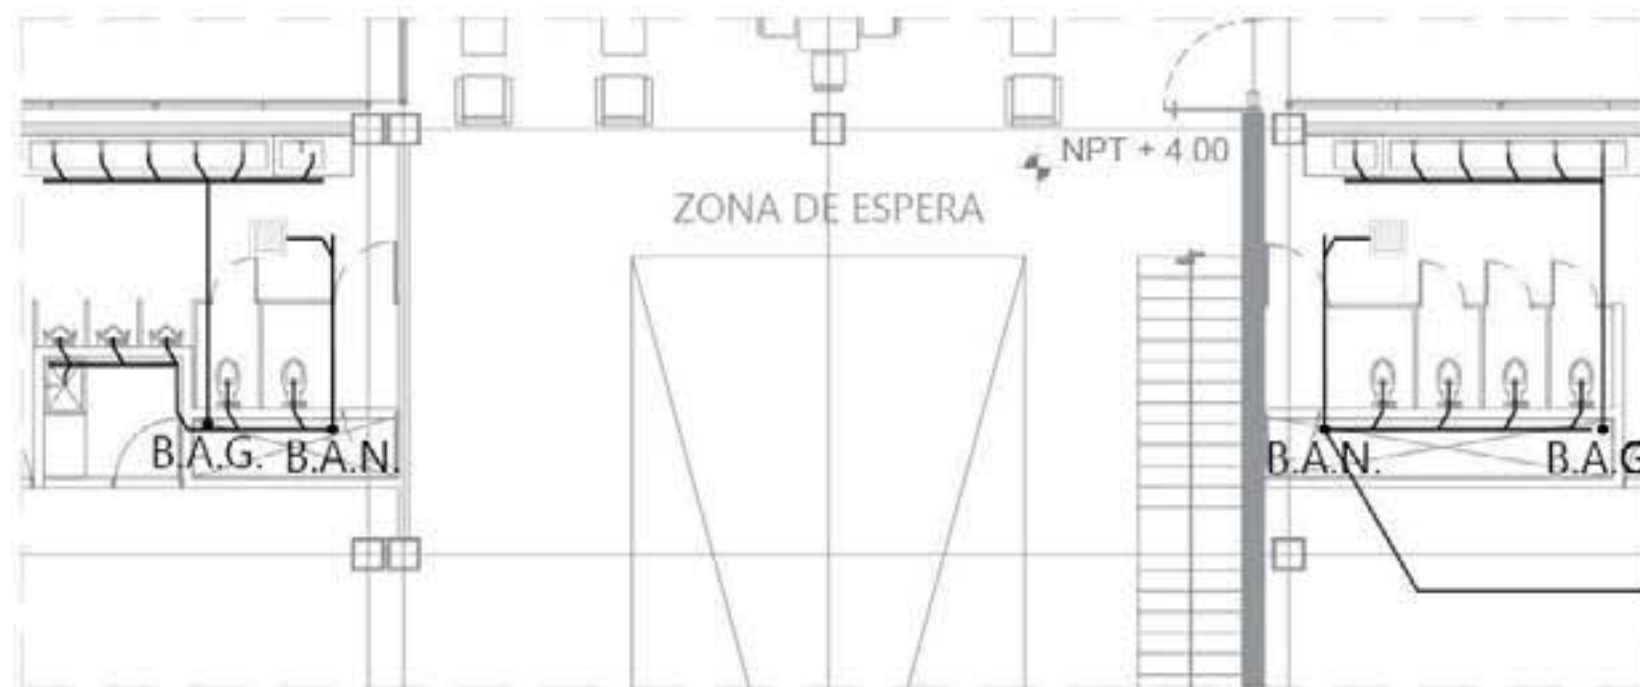 NPT + 4 00
ZONA DE ESPERA
B.A.G.
B.A.N.
B.A.N.
B.A.G